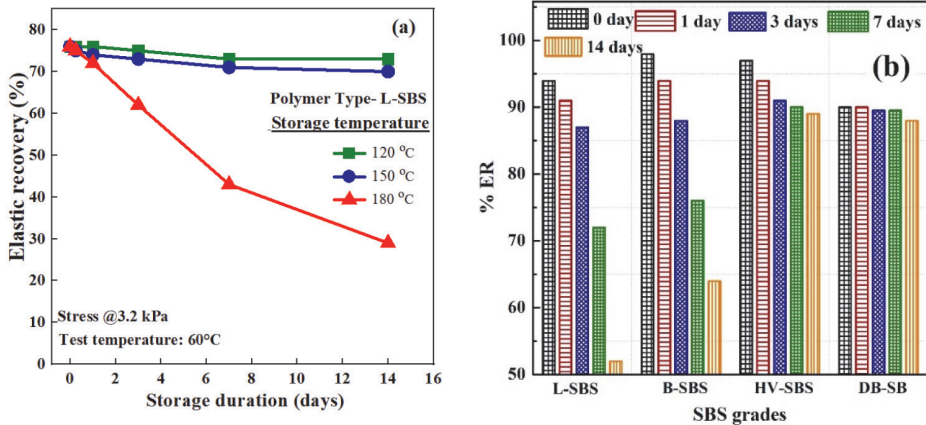 (a)
Elastic recovery (%)
80
70
60
50
40
30
20
10
0
Polymer Type- L-SBS
Storage temperature
120 °C
150 °C
180 °C
Stress @3.2 kPa
Test temperature: 60°C
0 2 4 6 8 10 12 14 16
Storage duration (days)
0 day 1 day 3 days 7 days
14 days
(b)
% ER
100
90
80
70
60
50
L-SBS B-SBS HV-SBS DB-SB
SBS grades